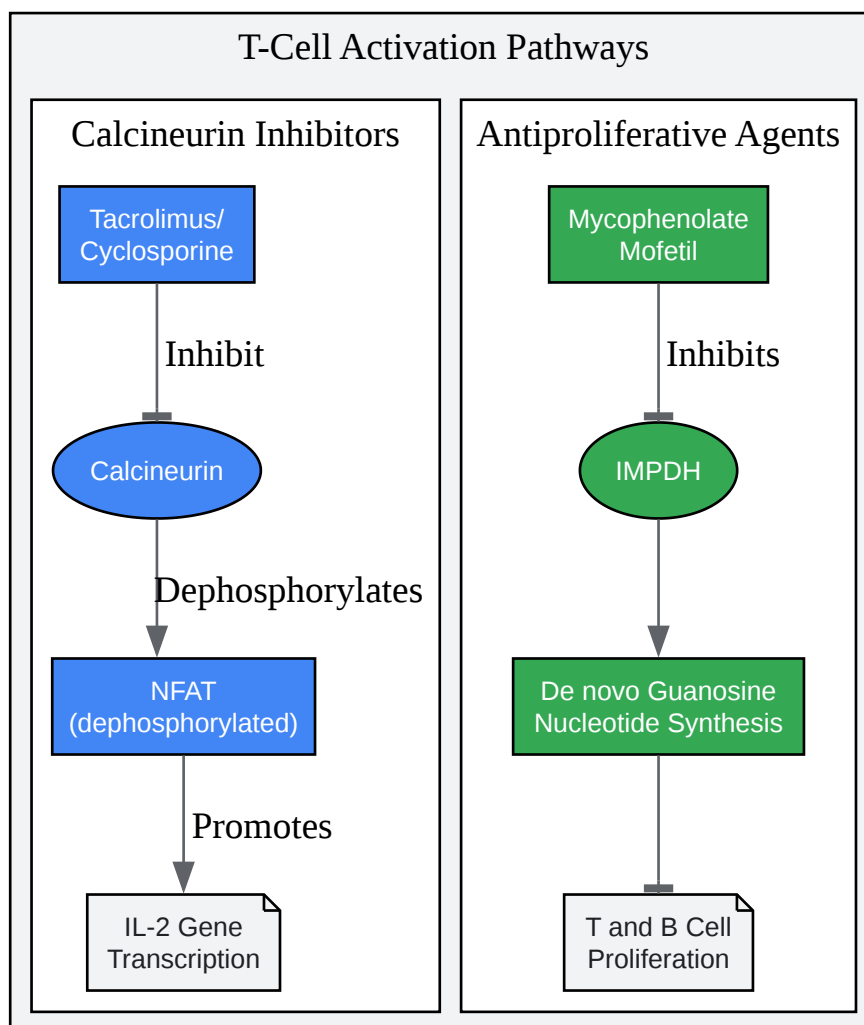 T-Cell Activation Pathways
Calcineurin Inhibitors
Tacrolimus/
Cyclosporine
Inhibit
Calcineurin
Dephosphorylates
NFAT
(dephosphorylated)
Promotes
IL-2 Gene
Transcription
Antiproliferative Agents
Mycophenolate
Mofetil
Inhibits
IMPDH
De novo Guanosine
Nucleotide Synthesis
T and B Cell
Proliferation